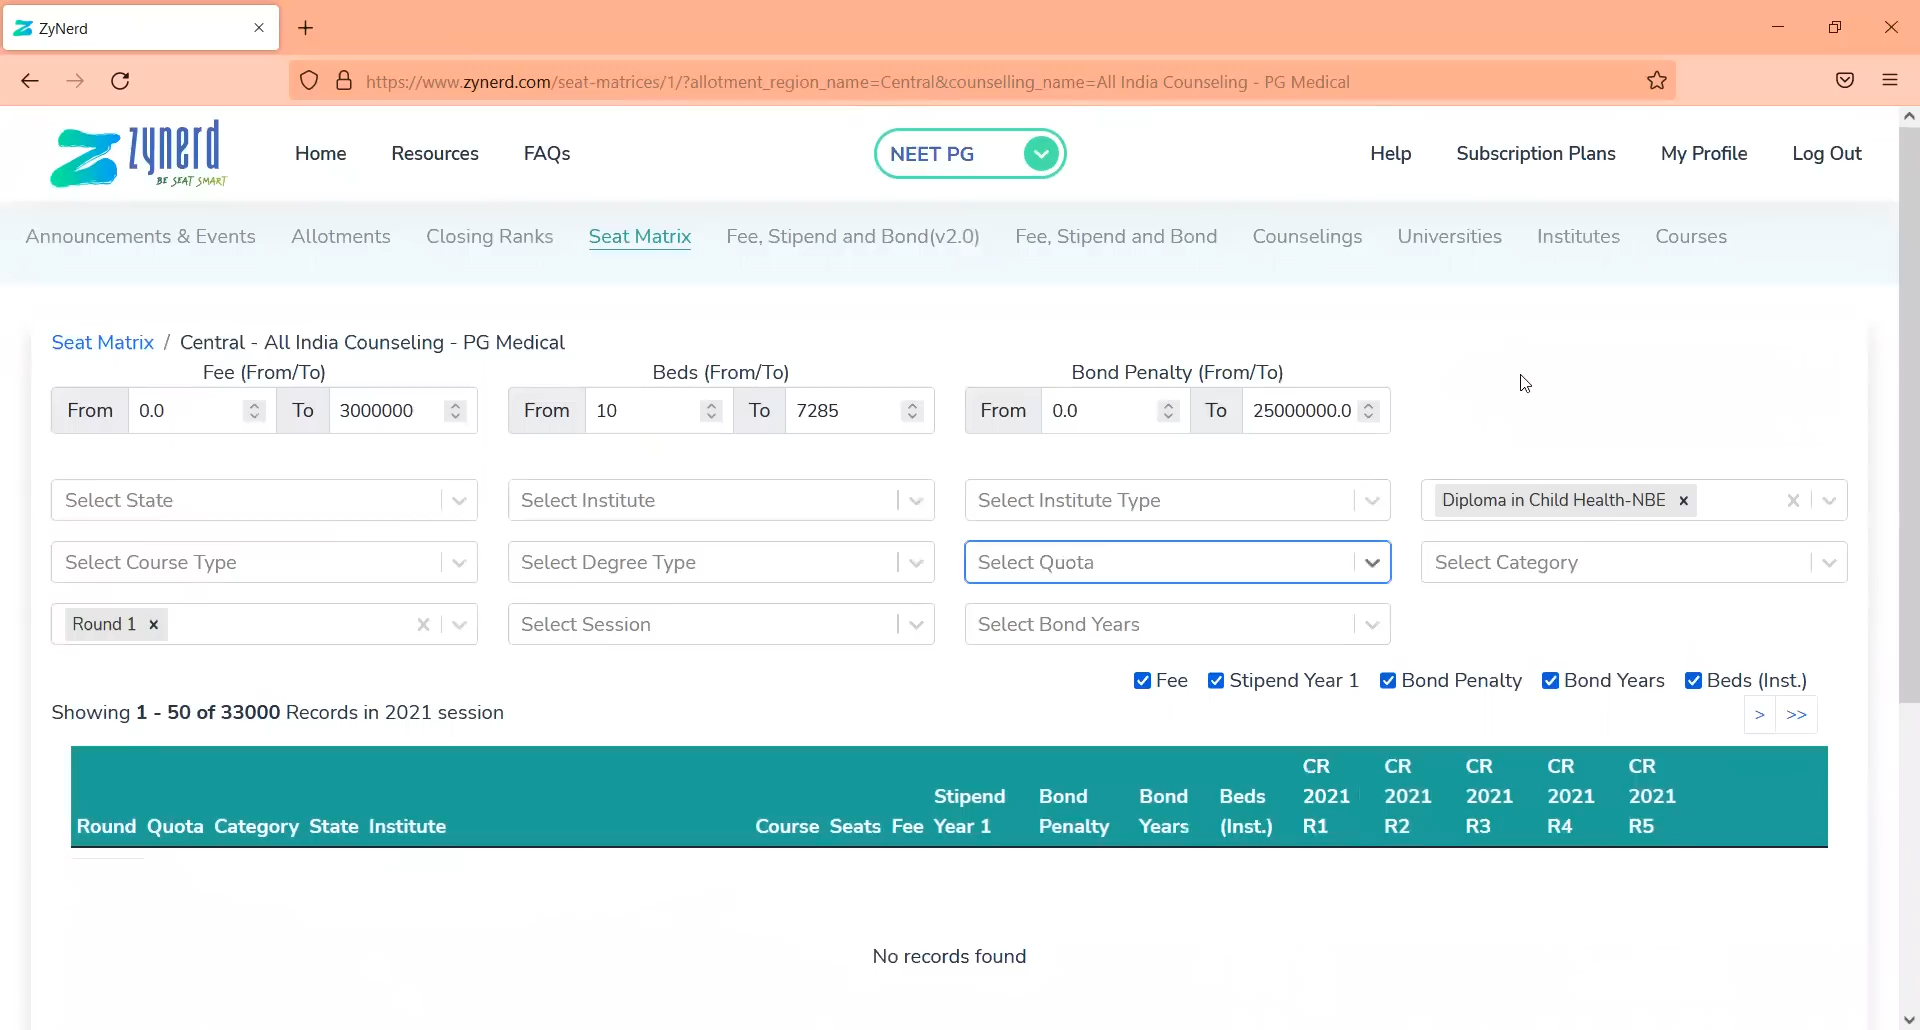 ZyNerd
https://www.zynerd.com/seat-matrices/1/?allotment_region_name=Central&counselling_name=All India Counseling - PG Medical
zynerd
BE SEAT SMART
Home Resources FAQs NEET PG Help Subscription Plans My Profile Log Out
Announcements & Events Allotments Closing Ranks Seat Matrix Fee, Stipend and Bond(v2.0) Fee, Stipend and Bond Counselings Universities Institutes Courses
Seat Matrix / Central - All India Counseling - PG Medical
Fee (From/To) Beds (From/To) Bond Penalty (From/To)
From 0.0 To 3000000 From 10 To 7285 From 0.0 To 25000000.0
Select State Select Institute Select Institute Type Diploma in Child Health-NBE
Select Course Type Select Degree Type Select Quota Select Category
Round 1 Select Session Select Bond Years
Fee Stipend Year 1 Bond Penalty Bond Years Beds (Inst.)
Showing 1 - 50 of 33000 Records in 2021 session > >>
CR CR CR CR CR
Stipend Bond Bond Beds 2021 2021 2021 2021 2021
Round Quota Category State Institute Course Seats Fee Year 1 Penalty Years (Inst.) R1 R2 R3 R4 R5
No records found